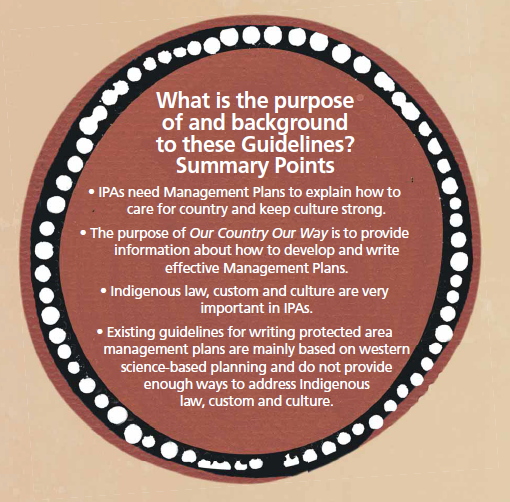 What is the purpose
of and background
to these Guidelines?
Summary Points
• IPAs need Management Plans to explain how to
care for country and keep culture strong.
• The purpose of Our Country Our Way is to provide
information about how to develop and write
effective Management Plans.
• Indigenous law, custom and culture are very
important in IPAs.
• Existing guidelines for writing protected area
management plans are mainly based on western
science-based planning and do not provide
enough ways to address Indigenous
law, custom and culture.